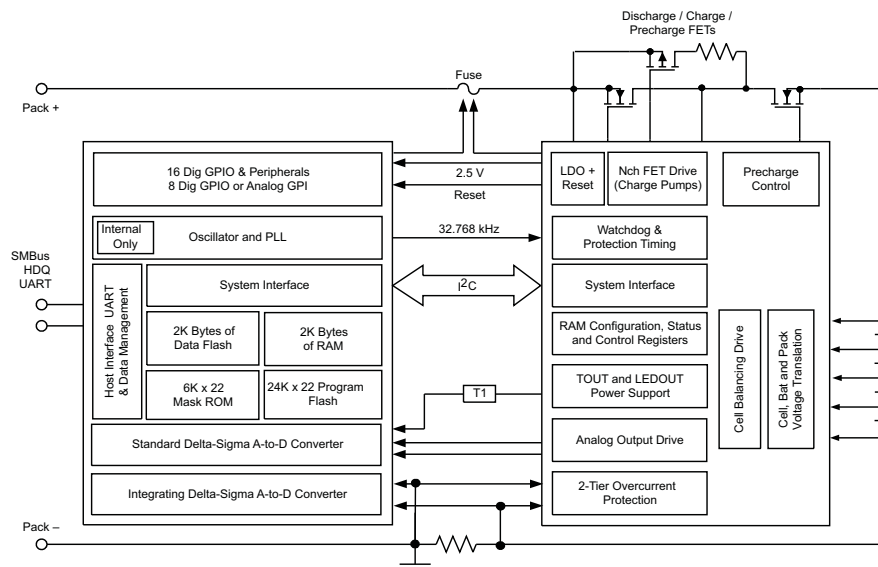 Discharge / Charge /
Precharge FETs
Fuse
Pack +
16 Dig GPIO & Peripherals
8 Dig GPIO or Analog GPI
2.5 V
Reset
LDO +
Reset
Nch FET Drive
(Charge Pumps)
Precharge
Control
Internal
Only
Oscillator and PLL
32.768 kHz
Watchdog &
Protection Timing
SMBus
HDQ
UART
Host Interface UART
& Data Management
System Interface
I2C
System Interface
2K Bytes of
Data Flash
2K Bytes
of RAM
RAM Configuration, Status
and Control Registers
6K x 22
Mask ROM
24K x 22 Program
Flash
T1
TOUT and LEDOUT
Power Support
Cell Balancing Drive
Cell, Bat and Pack
Voltage Translation
Standard Delta-Sigma A-to-D Converter
Analog Output Drive
Integrating Delta-Sigma A-to-D Converter
2-Tier Overcurrent
Protection
Pack –